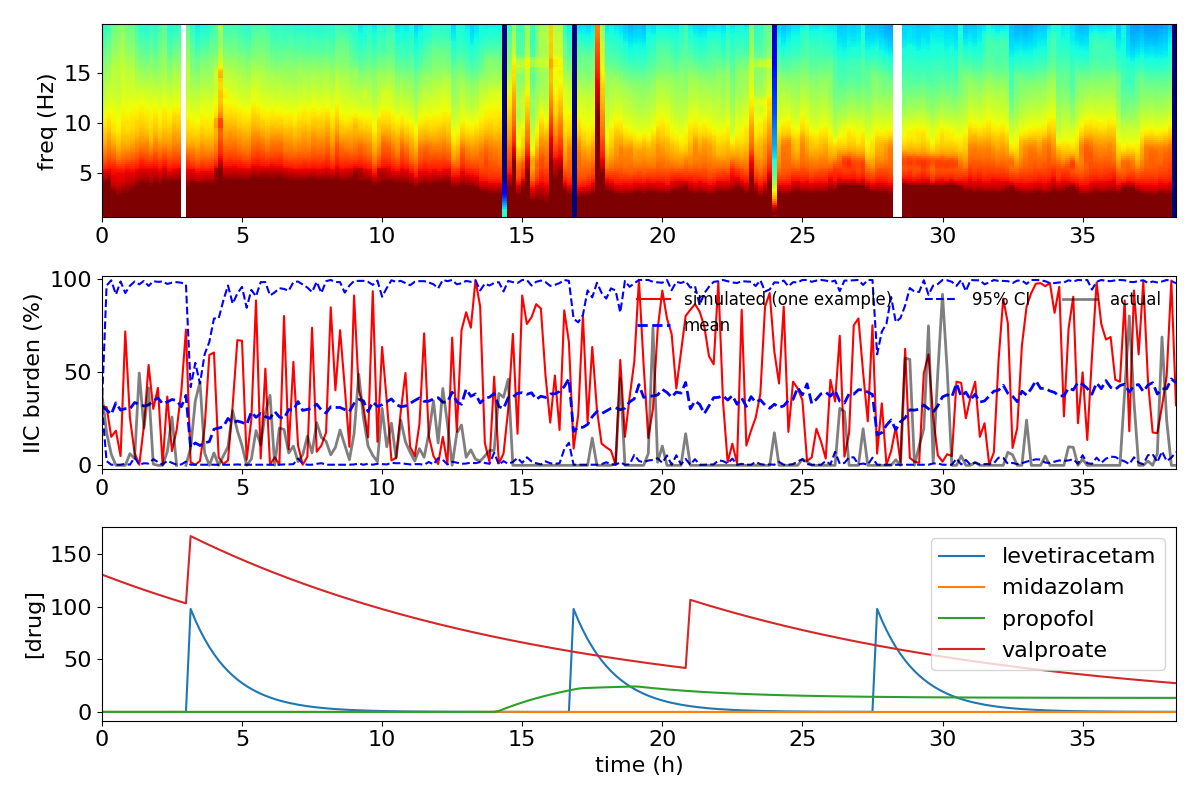 freq (Hz)
15
10
5
0 5 10 15 20 25 30 35
IIC burden (%)
100
50
0
simulated (one example) 95% CI actual
mean
0 5 10 15 20 25 30 35
[drug]
150
100
50
0
levetiracetam
midazolam
propofol
valproate
0 5 10 15 20 25 30 35
time (h)